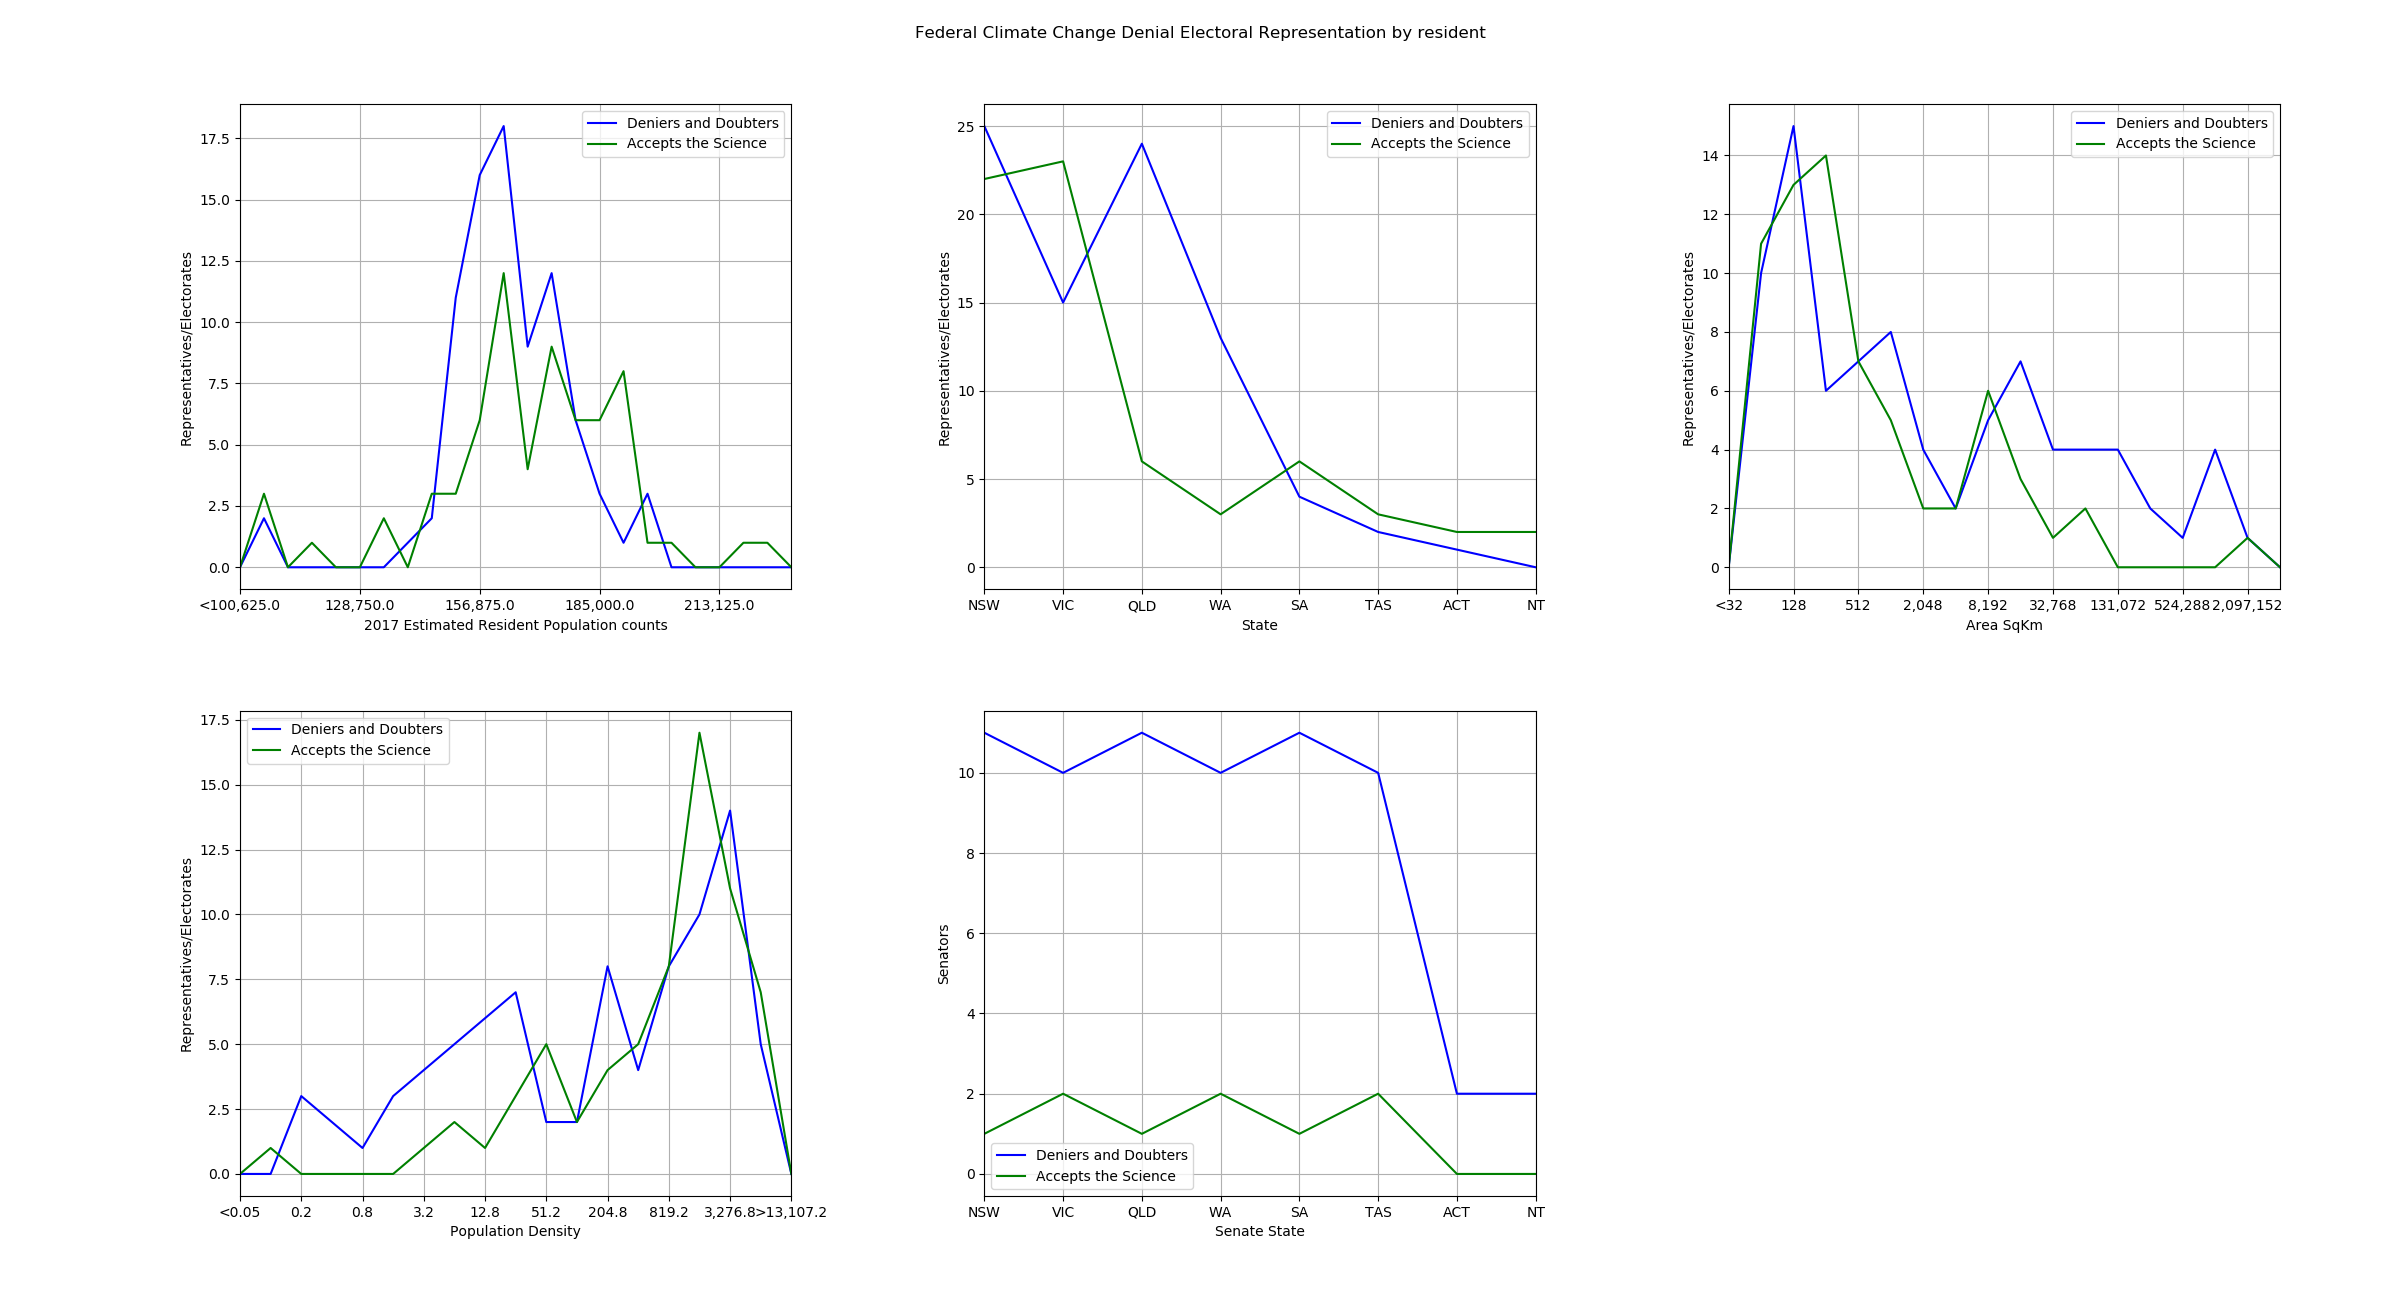 Federal Climate Change Denial Electoral Representation by resident
Deniers and Doubters
Accepts the Science
17.5
15.0
12.5
10.0
7.5
5.0
2.5
0.0
Representatives/Electorates
<100,625.0 128,750.0 156,875.0 185,000.0 213,125.0
2017 Estimated Resident Population counts
Deniers and Doubters
Accepts the Science
25
20
15
10
5
0
Representatives/Electorates
NSW VIC QLD WA SA TAS ACT NT
State
Deniers and Doubters
Accepts the Science
14
12
10
8
6
4
2
0
Representatives/Electorates
<32 128 512 2,048 8,192 32,768 131,072 524,288 2,097,152
Area SqKm
Deniers and Doubters
Accepts the Science
17.5
15.0
12.5
10.0
7.5
5.0
2.5
0.0
Representatives/Electorates
<0.05 0.2 0.8 3.2 12.8 51.2 204.8 819.2 3,276.8 >13,107.2
Population Density
10
8
6
4
2
0
Senators
Deniers and Doubters
Accepts the Science
NSW VIC QLD WA SA TAS ACT NT
Senate State